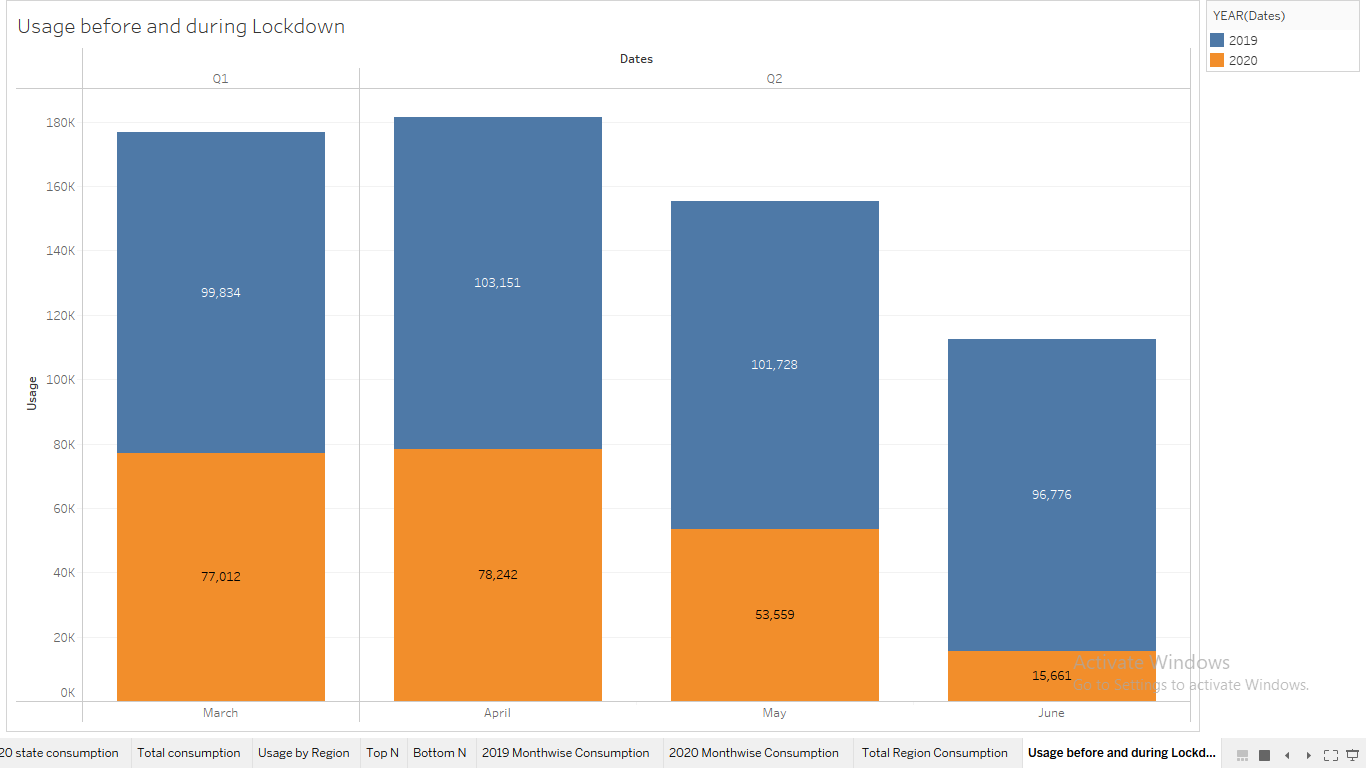 Usage before and during Lockdown
YEAR(Dates)
2019
2020
Dates
Q1
Q2
Usage
180K
160K
140K
120K
100K
80K
60K
40K
20K
0K
99,834
103,151
101,728
96,776
77,012
78,242
53,559
15,661
March
April
May
June
Activate Windows
Go to Settings to activate Windows.
20 state consumption
Total consumption
Usage by Region
Top N
Bottom N
2019 Monthwise Consumption
2020 Monthwise Consumption
Total Region Consumption
Usage before and during Lockd...